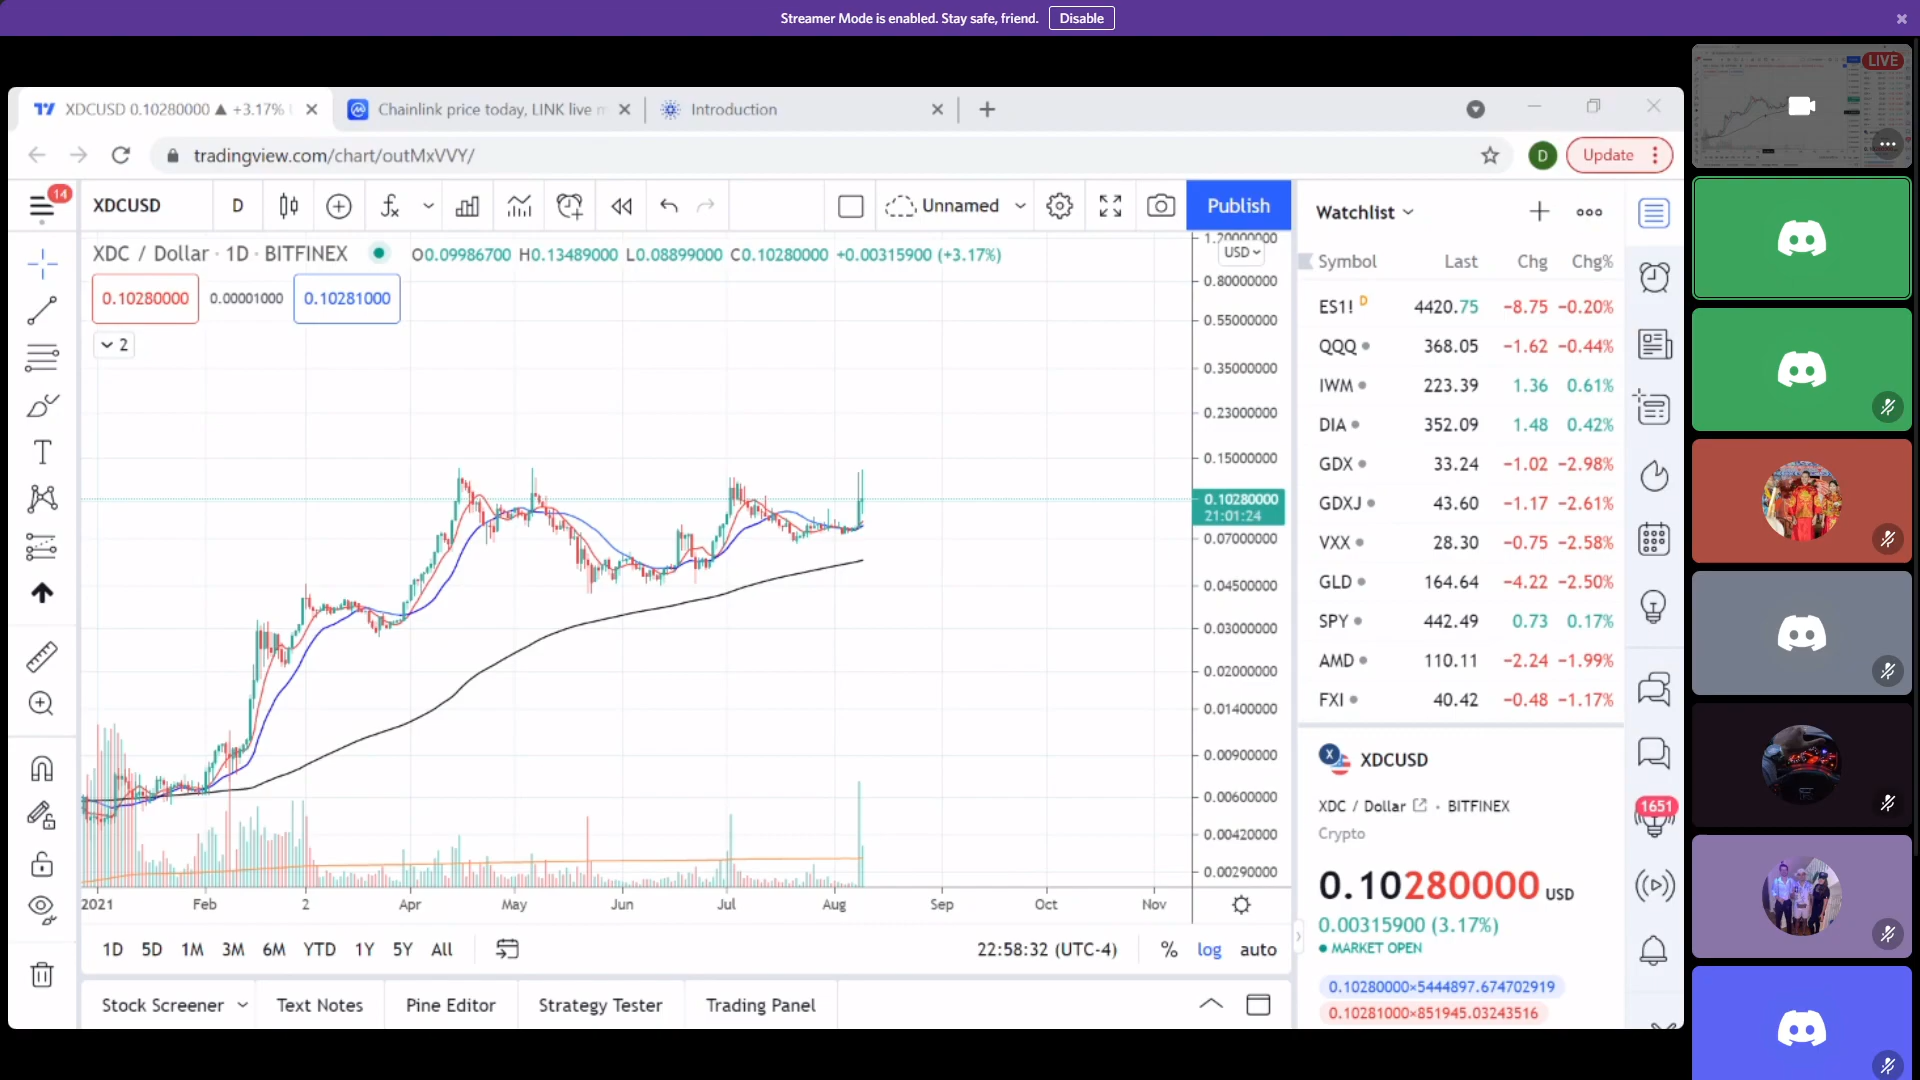 Streamer Mode is enabled. Stay safe, friend. Disable
LIVE
XDCUSD 0.10280000 ▲ +3.17%
Chainlink price today, LINK live
Introduction
tradingview.com/chart/outMxVVY/
D
Update
14
XDCUSD
D
Unnamed
Publish
XDC / Dollar · 1D · BITFINEX
O0.09986700 H0.13489000 L0.08899000 C0.10280000 +0.00315900 (+3.17%)
0.10280000
0.00001000
0.10281000
2
1.20000000
USD
0.80000000
0.55000000
0.35000000
0.23000000
0.15000000
0.10280000
21:01:24
0.07000000
0.04500000
0.03000000
0.02000000
0.01400000
0.00900000
0.00600000
0.00420000
0.00290000
2021 Feb 2 Apr May Jun Jul Aug Sep Oct Nov
1D 5D 1M 3M 6M YTD 1Y 5Y All
22:58:32 (UTC-4)
% log auto
Stock Screener
Text Notes
Pine Editor
Strategy Tester
Trading Panel
Watchlist
Symbol Last Chg Chg%
ES1! D 4420.75 −8.75 −0.20%
QQQ 368.05 −1.62 −0.44%
IWM 223.39 1.36 0.61%
DIA 352.09 1.48 0.42%
GDX 33.24 −1.02 −2.98%
GDXJ 43.60 −1.17 −2.61%
VXX 28.30 −0.75 −2.58%
GLD 164.64 −4.22 −2.50%
SPY 442.49 0.73 0.17%
AMD 110.11 −2.24 −1.99%
FXI 40.42 −0.48 −1.17%
X
XDCUSD
XDC / Dollar · BITFINEX
Crypto
0.10280000 USD
0.00315900 (3.17%)
MARKET OPEN
0.10280000×5444897.674702919
0.10281000×851945.03243516
1651